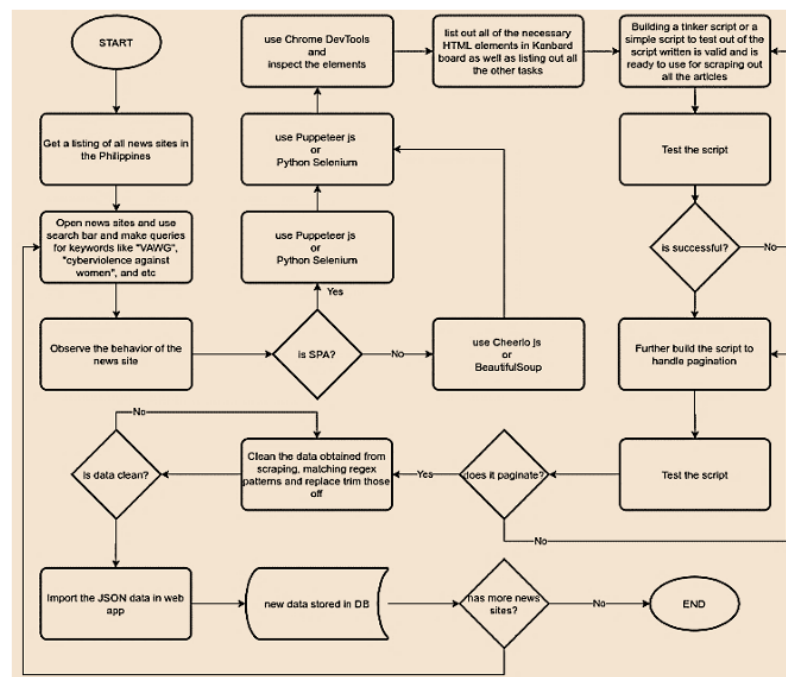 START
Get a listing of all news sites in
the Philippines
Open news sites and use
search bar and make queries
for keywords like "VAWG",
"cyberviolence against
women", and etc
Observe the behavior of the
news site
is SPA?
Yes
use Puppeteer js
or
Python Selenium
use Puppeteer js
or
Python Selenium
No
use Cheerio js
or
BeautifulSoup
use Chrome DevTools
and
inspect the elements
list out all of the necessary
HTML elements in Kanbard
board as well as listing out all
the other tasks
Building a tinker script or a
simple script to test out of the
script written is valid and is
ready to use for scraping out
all the articles
Test the script
is successful?
No
Further build the script to
handle pagination
Test the script
does it paginate?
No
Yes
Clean the data obtained from
scraping, matching regex
patterns and replace trim those
off
is data clean?
No
Import the JSON data in web
app
new data stored in DB
has more news
sites?
No
END